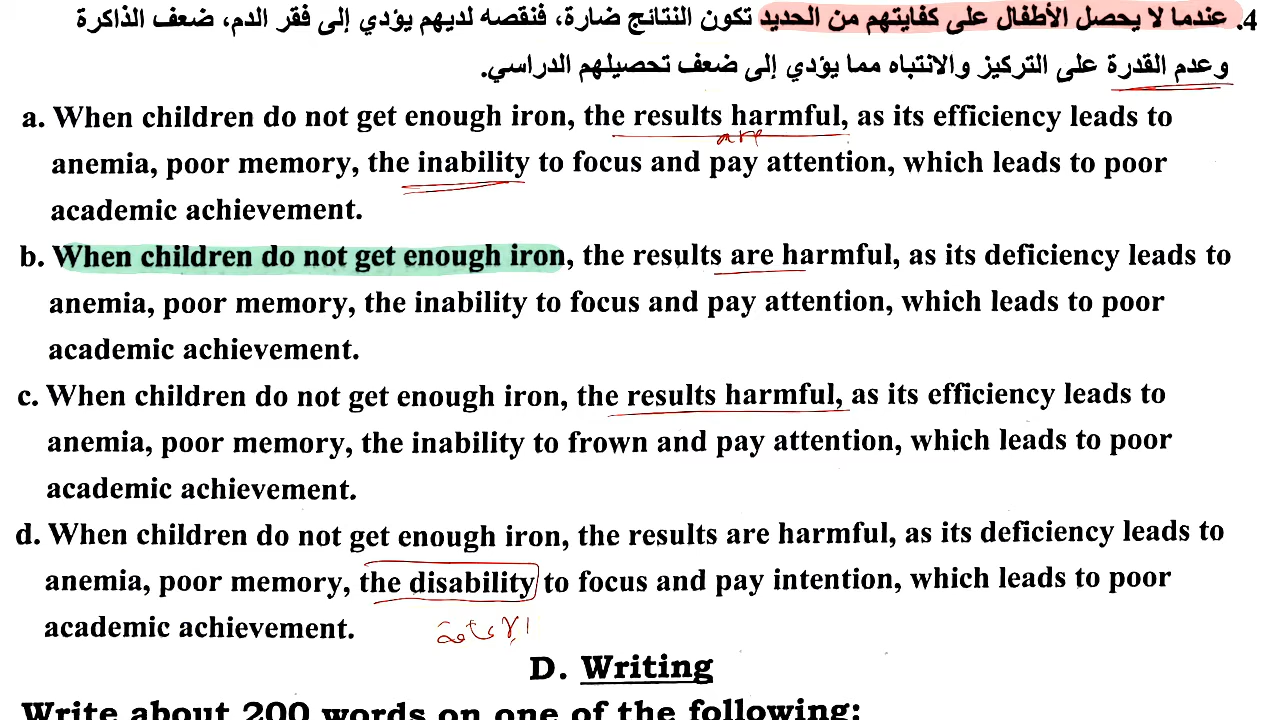 4. عندما لا يحصل الأطفال على كفايتهم من الحديد تكون النتائج ضارة، فنقصه لديهم يؤدي إلى فقر الدم، ضعف الذاكرة
وعدم القدرة على التركيز والانتباه مما يؤدي إلى ضعف تحصيلهم الدراسي.
a. When children do not get enough iron, the results harmful, as its efficiency leads to
are
anemia, poor memory, the inability to focus and pay attention, which leads to poor
academic achievement.
b. When children do not get enough iron, the results are harmful, as its deficiency leads to
anemia, poor memory, the inability to focus and pay attention, which leads to poor
academic achievement.
c. When children do not get enough iron, the results harmful, as its efficiency leads to
anemia, poor memory, the inability to frown and pay attention, which leads to poor
academic achievement.
d. When children do not get enough iron, the results are harmful, as its deficiency leads to
anemia, poor memory, the disability to focus and pay intention, which leads to poor
academic achievement.
الإعاقة
D. Writing
Write about 200 words on one of the following: